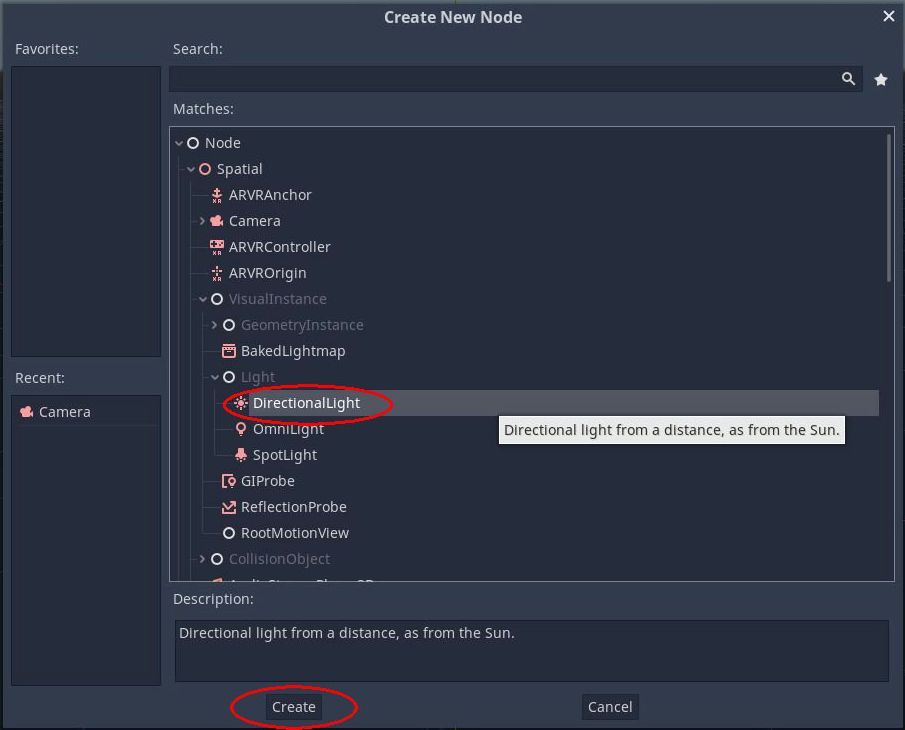 Create New Node
Favorites:
Search:
Matches:
Node
Spatial
ARVRAnchor
Camera
ARVRController
ARVROrigin
VisualInstance
GeometryInstance
BakedLightmap
Light
DirectionalLight
OmniLight
Directional light from a distance, as from the Sun.
SpotLight
GIProbe
ReflectionProbe
RootMotionView
CollisionObject
Recent:
Camera
Description:
Directional light from a distance, as from the Sun.
Create
Cancel